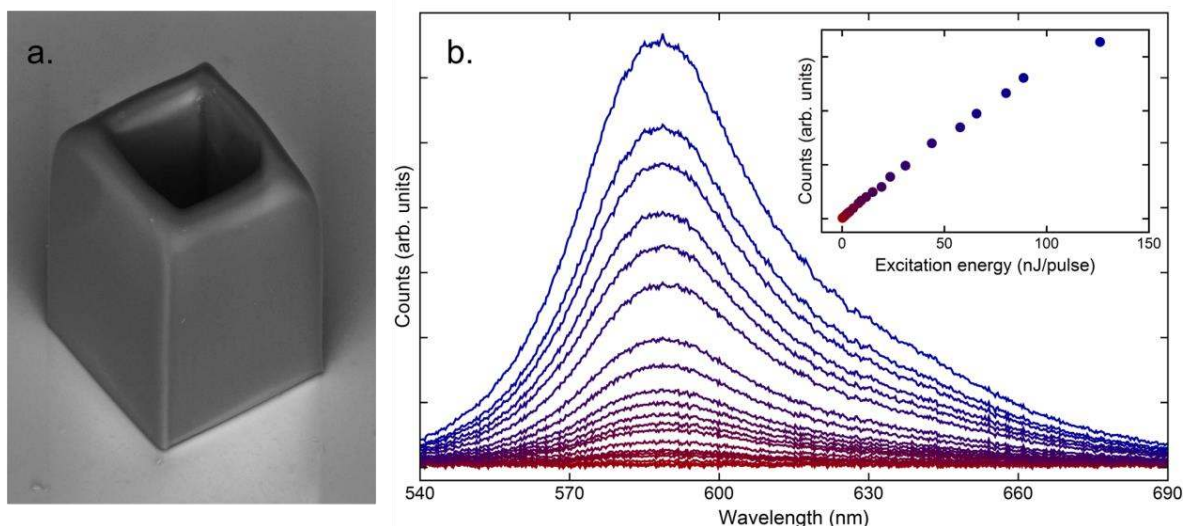 a.
b.
Counts (arb. units)
540
570
600
630
660
690
Wavelength (nm)
Counts (arb. units)
0
50
100
150
Excitation energy (nJ/pulse)